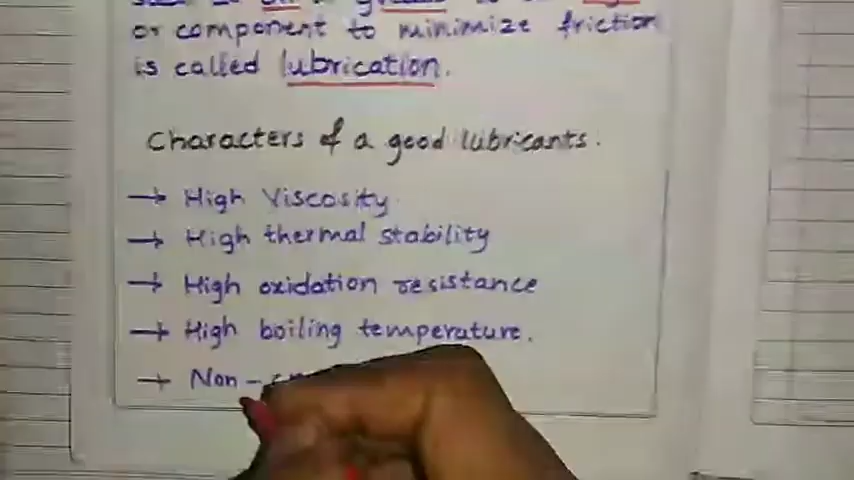 or component to minimize friction
is called lubrication.
Characters of a good lubricants.
→ High Viscosity
→ High thermal stability
→ High oxidation resistance
→ High boiling temperature.
→ Non-